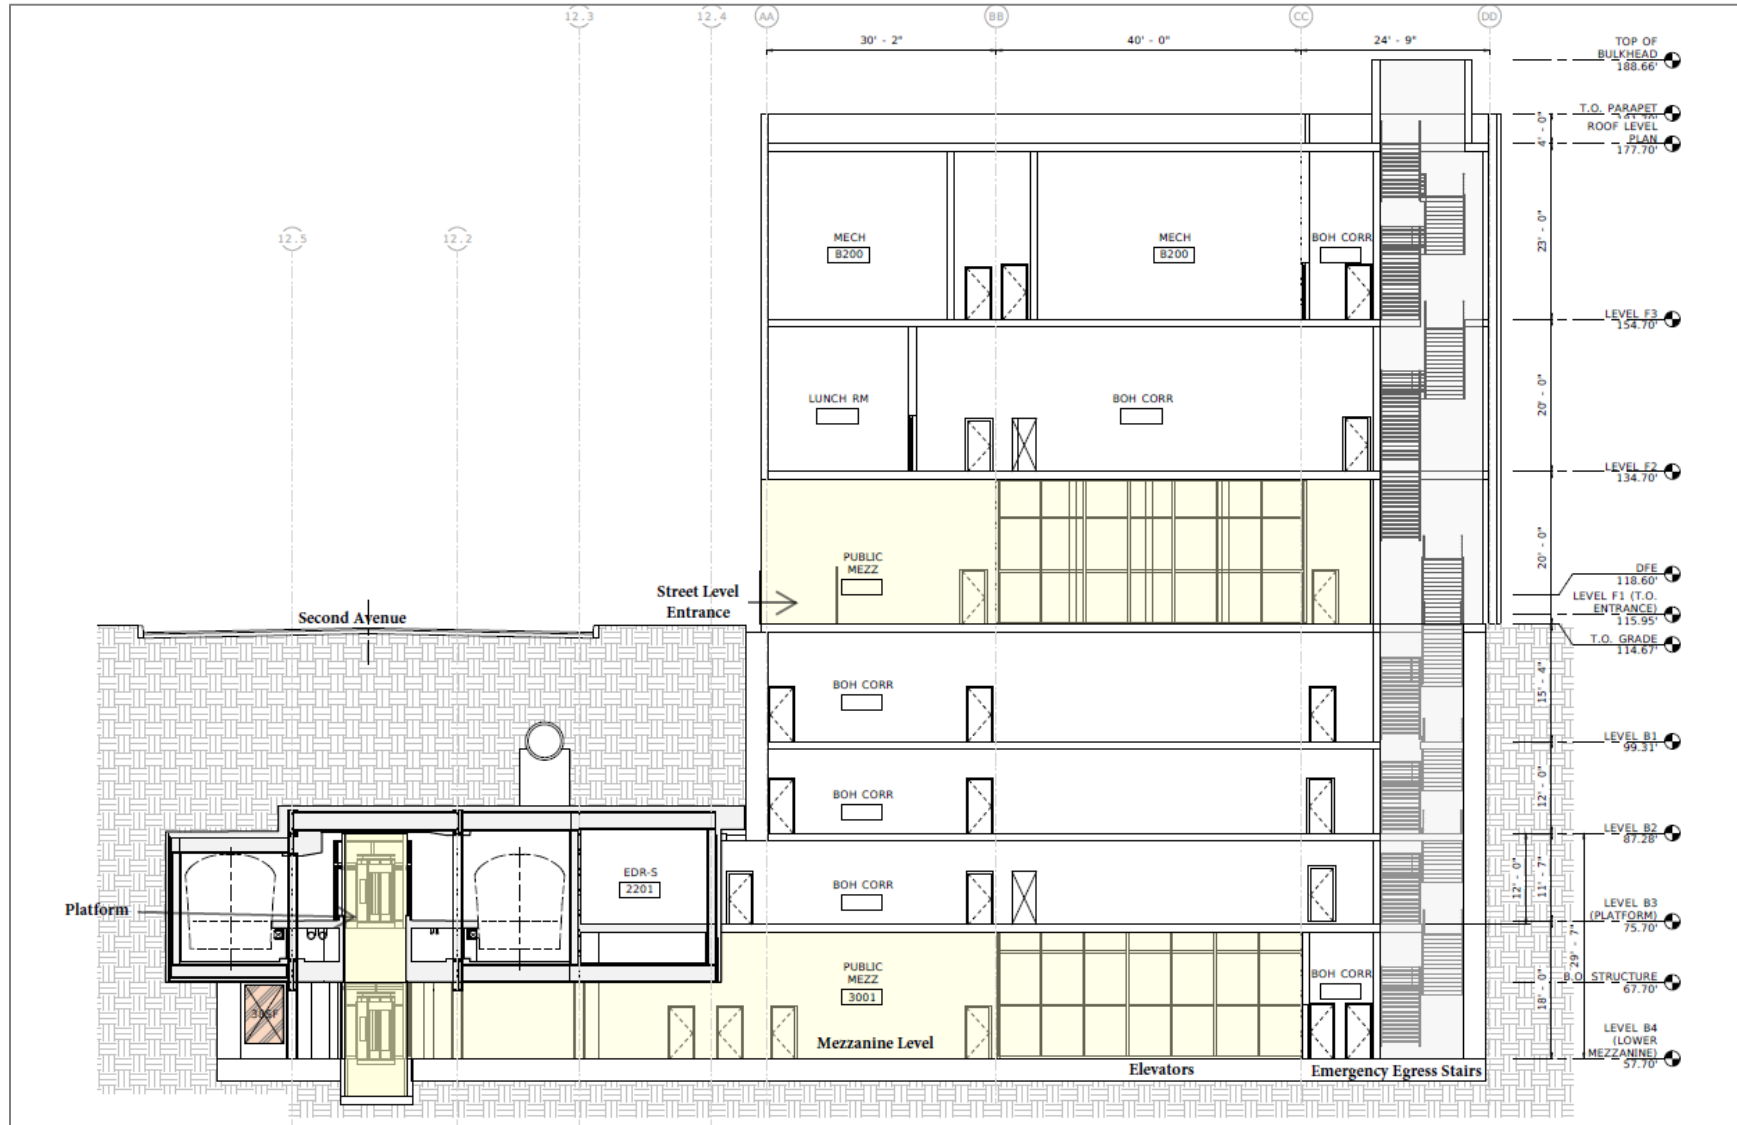 12.3
12.4
AA
BB
CC
DD
30' - 2"
40' - 0"
24' - 9"
TOP OF
BULKHEAD
188.66'
T.O. PARAPET
4' - 0"
ROOF LEVEL
PLAN
177.70'
12.5
12.2
MECH
B200
MECH
B200
BOH CORR
23' - 0"
LEVEL F3
154.70'
LUNCH RM
BOH CORR
20' - 0"
LEVEL F2
134.70'
PUBLIC
MEZZ
20' - 0"
DFE
118.60'
LEVEL F1 (T.O.
ENTRANCE)
115.95'
Street Level
Entrance
Second Avenue
T.O. GRADE
114.67'
BOH CORR
15' - 4"
LEVEL B1
99.31'
BOH CORR
12' - 0"
LEVEL B2
87.28'
EDR-S
2201
BOH CORR
12' - 0"
11' - 7"
Platform
LEVEL B3
(PLATFORM)
75.70'
29' - 7"
PUBLIC
MEZZ
3001
BOH CORR
18' - 0"
B.O. STRUCTURE
67.70'
Mezzanine Level
LEVEL B4
(LOWER
MEZZANINE)
57.70'
Elevators
Emergency Egress Stairs